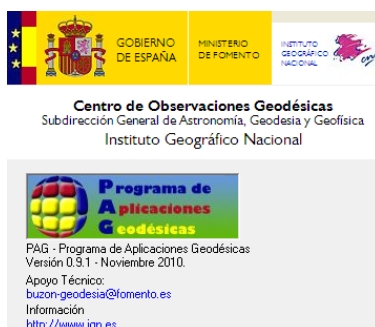 GOBIERNO
DE ESPAÑA
MINISTERIO
DE FOMENTO
INSTITUTO
GEOGRÁFICO
NACIONAL
Centro de Observaciones Geodésicas
Subdirección General de Astronomía, Geodesia y Geofísica
Instituto Geográfico Nacional
Programa de
Aplicaciones
Geodésicas
PAG - Programa de Aplicaciones Geodésicas
Versión 0.9.1 - Noviembre 2010.
Apoyo Técnico:
buzon-geodesia@fomento.es
Información
http://www.ign.es